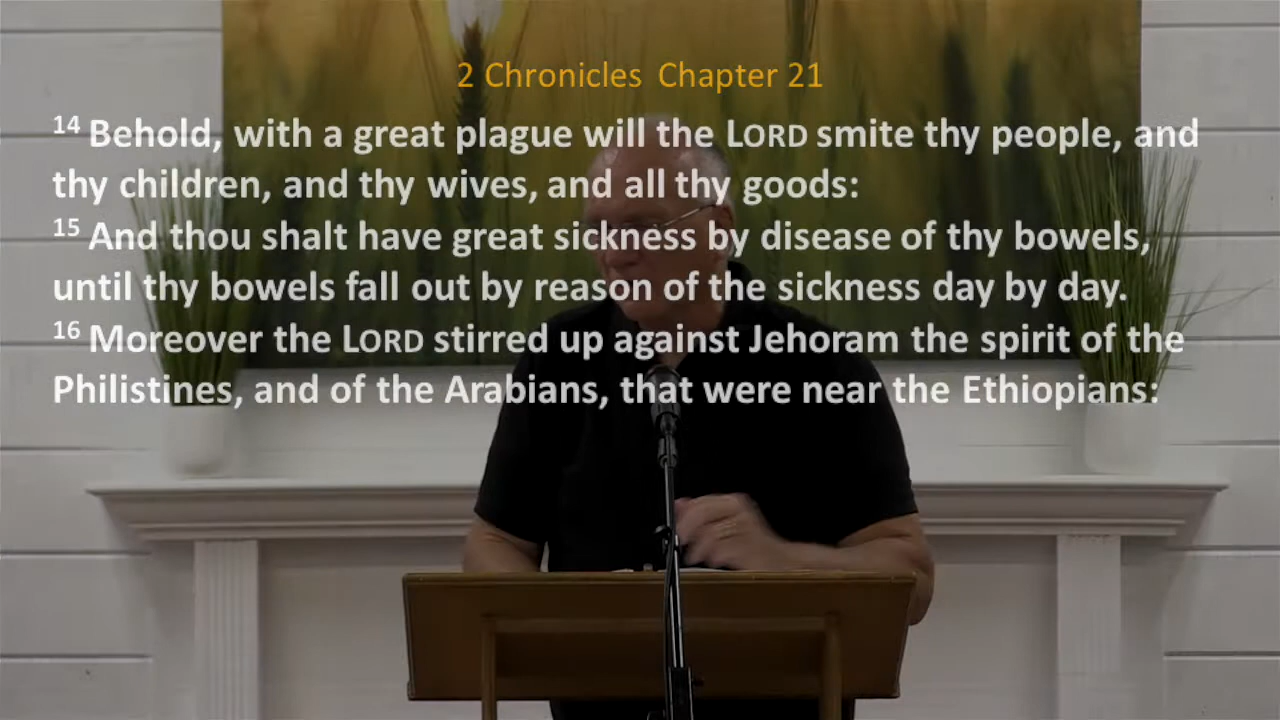 2 Chronicles Chapter 21
14 Behold, with a great plague will the LORD smite thy people, and
thy children, and thy wives, and all thy goods:
15 And thou shalt have great sickness by disease of thy bowels,
until thy bowels fall out by reason of the sickness day by day.
16 Moreover the LORD stirred up against Jehoram the spirit of the
Philistines, and of the Arabians, that were near the Ethiopians: